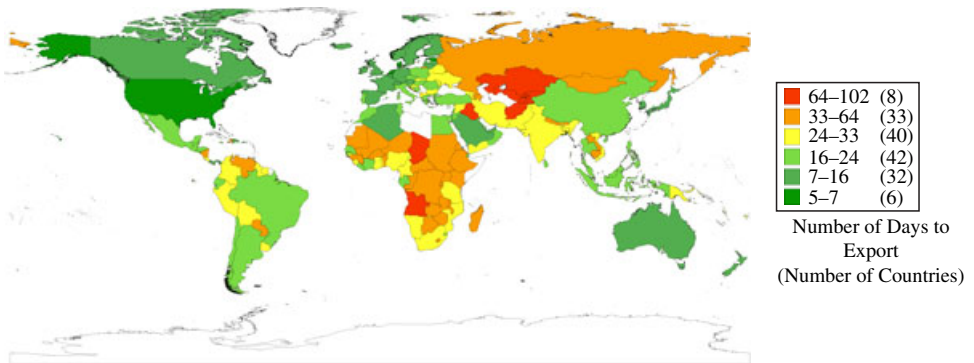 64–102 (8)
33–64 (33)
24–33 (40)
16–24 (42)
7–16 (32)
5–7 (6)
Number of Days to
Export
(Number of Countries)